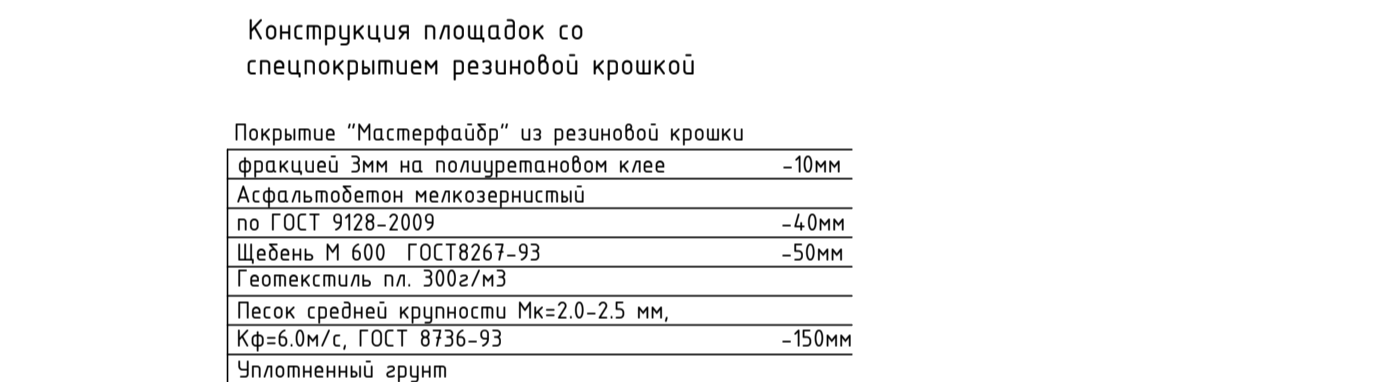 Конструкция площадок со
спецпокрытием резиновой крошкой
Покрытие "Мастерфайбр" из резиновой крошки
фракцией 3мм на полиуретановом клее -10мм
Асфальтобетон мелкозернистый
по ГОСТ 9128-2009 -40мм
Щебень М 600 ГОСТ8267-93 -50мм
Геотекстиль пл. 300г/м3
Песок средней крупности Мк=2.0-2.5 мм,
Кф=6.0м/с, ГОСТ 8736-93 -150мм
Уплотненный грунт